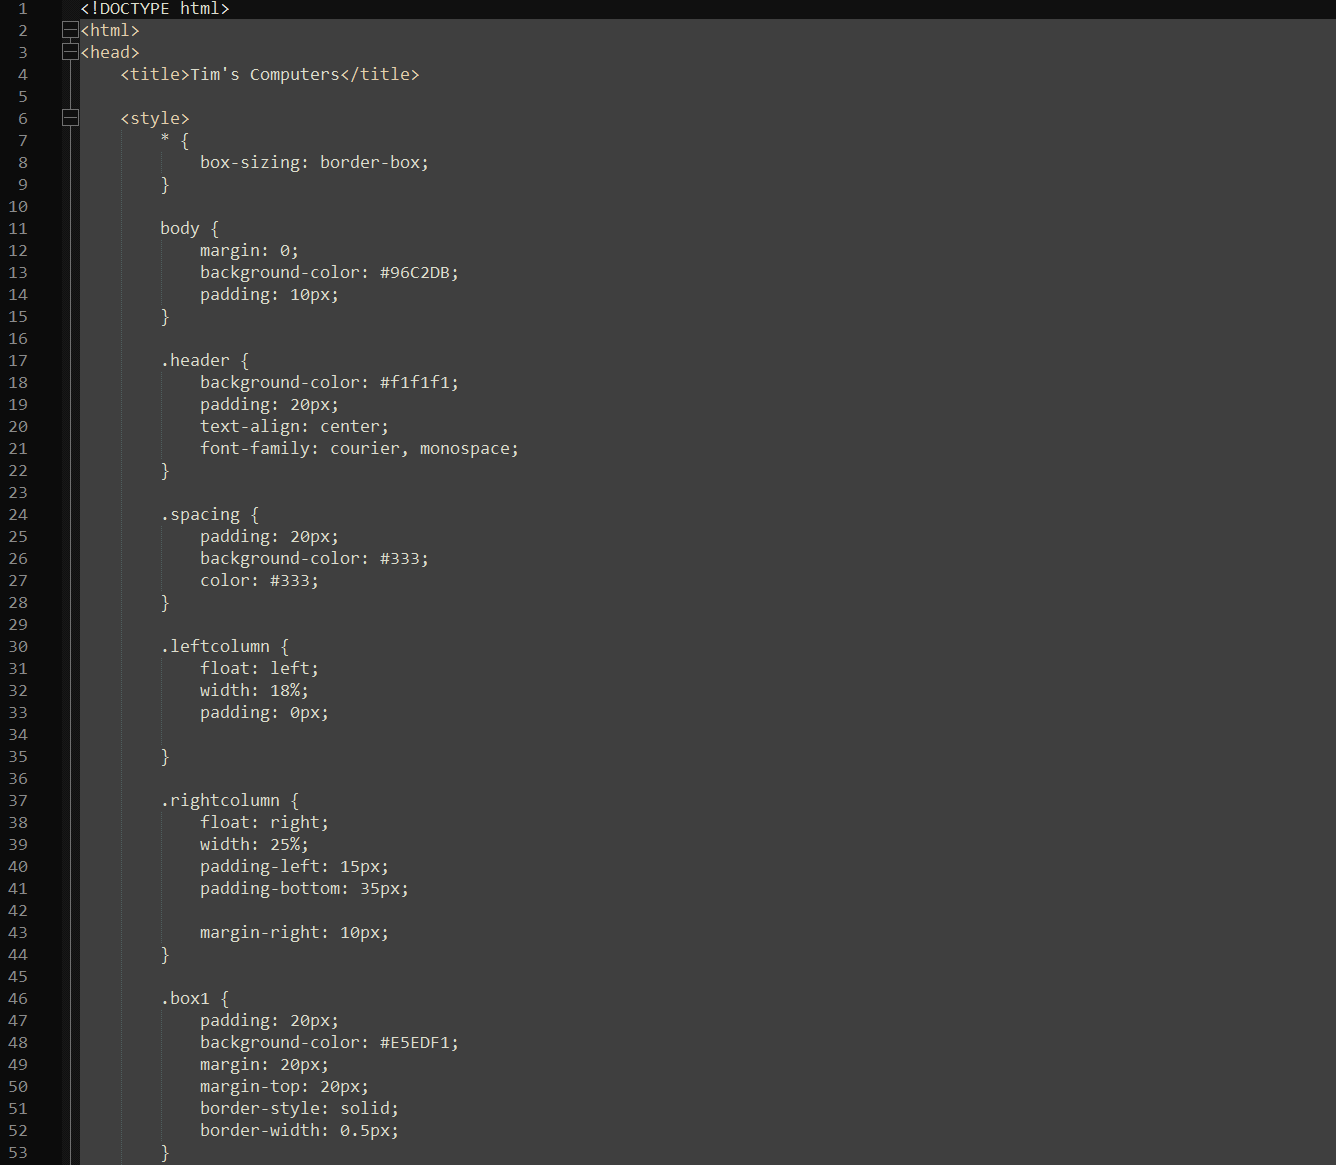 1 <!DOCTYPE html>
2 <html>
3 <head>
4 <title>Tim's Computers</title>
5
6 <style>
7 * {
8 box-sizing: border-box;
9 }
10
11 body {
12 margin: 0;
13 background-color: #96C2DB;
14 padding: 10px;
15 }
16
17 .header {
18 background-color: #f1f1f1;
19 padding: 20px;
20 text-align: center;
21 font-family: courier, monospace;
22 }
23
24 .spacing {
25 padding: 20px;
26 background-color: #333;
27 color: #333;
28 }
29
30 .leftcolumn {
31 float: left;
32 width: 18%;
33 padding: 0px;
34
35 }
36
37 .rightcolumn {
38 float: right;
39 width: 25%;
40 padding-left: 15px;
41 padding-bottom: 35px;
42
43 margin-right: 10px;
44 }
45
46 .box1 {
47 padding: 20px;
48 background-color: #E5EDF1;
49 margin: 20px;
50 margin-top: 20px;
51 border-style: solid;
52 border-width: 0.5px;
53 }